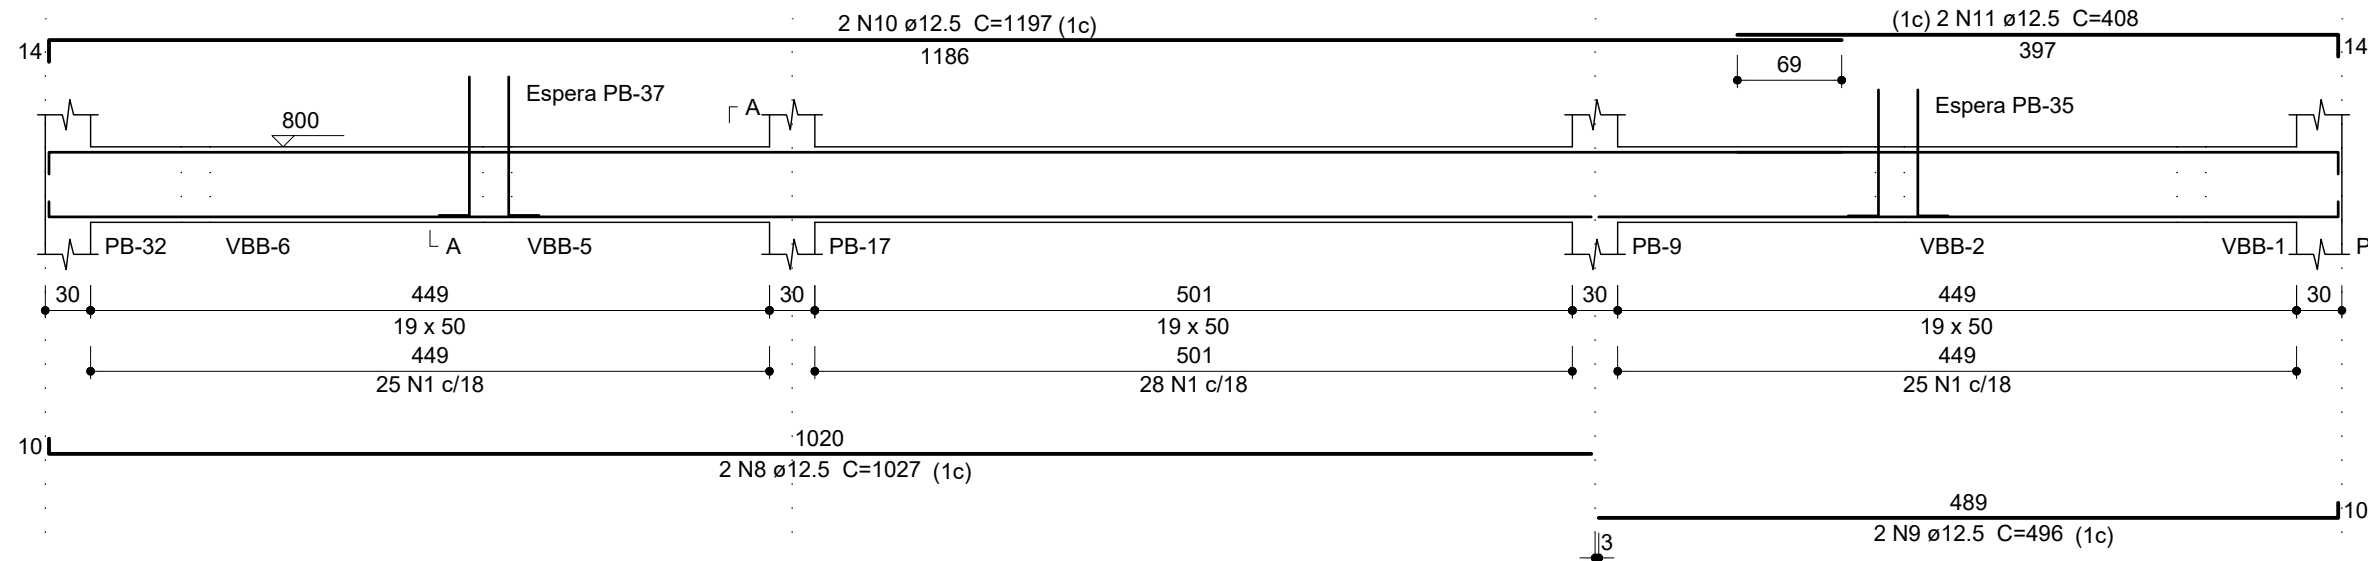 2 N10 ø12.5 C=1197 (1c)
(1c) 2 N11 ø12.5 C=408
14
1186
397
14
69
Espera PB-37
A
Espera PB-35
800
PB-32
VBB-6
A
VBB-5
PB-17
PB-9
VBB-2
VBB-1
P
30
449
30
501
30
449
30
19 x 50
19 x 50
19 x 50
449
501
449
25 N1 c/18
28 N1 c/18
25 N1 c/18
10
1020
2 N8 ø12.5 C=1027 (1c)
489
10
2 N9 ø12.5 C=496 (1c)
3